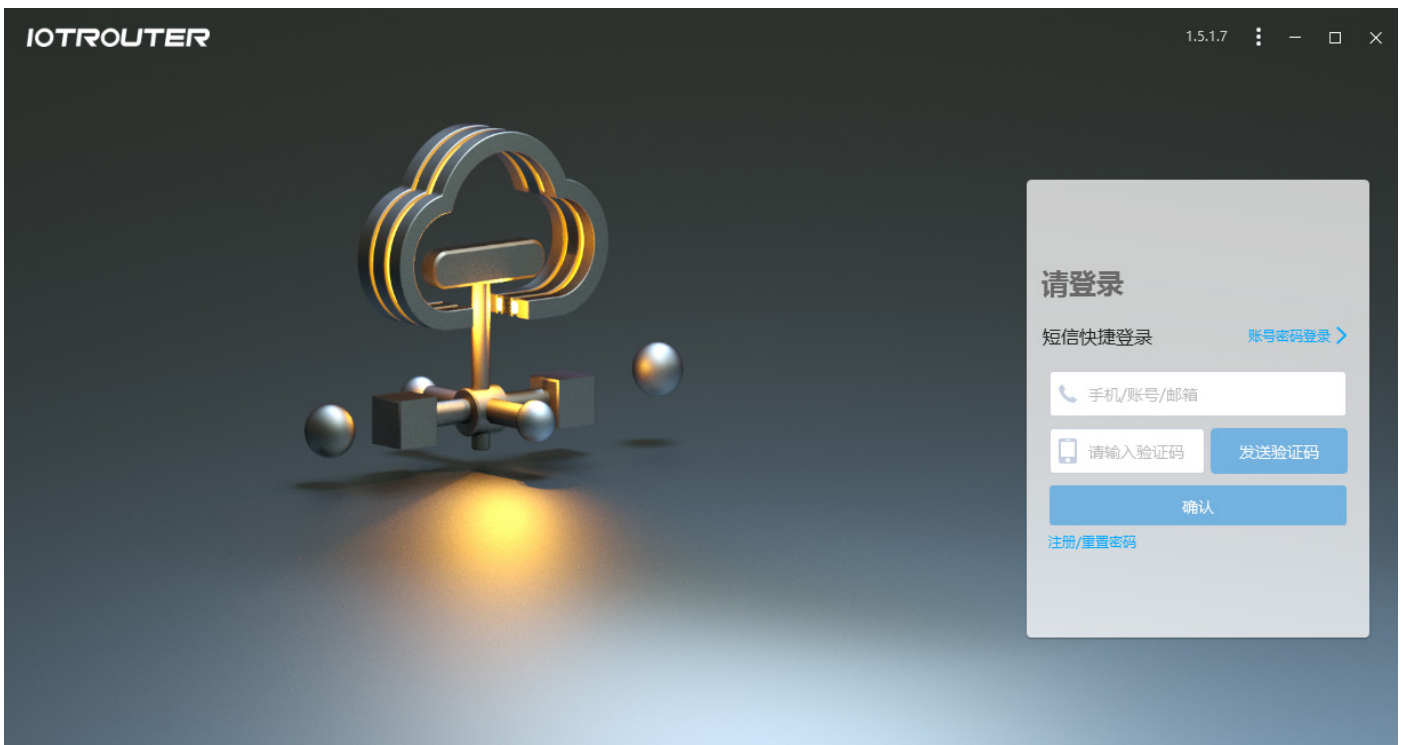 IOTROUTER
1.5.1.7
请登录
短信快捷登录
账号密码登录
手机/账号/邮箱
请输入验证码
发送验证码
确认
注册/重置密码